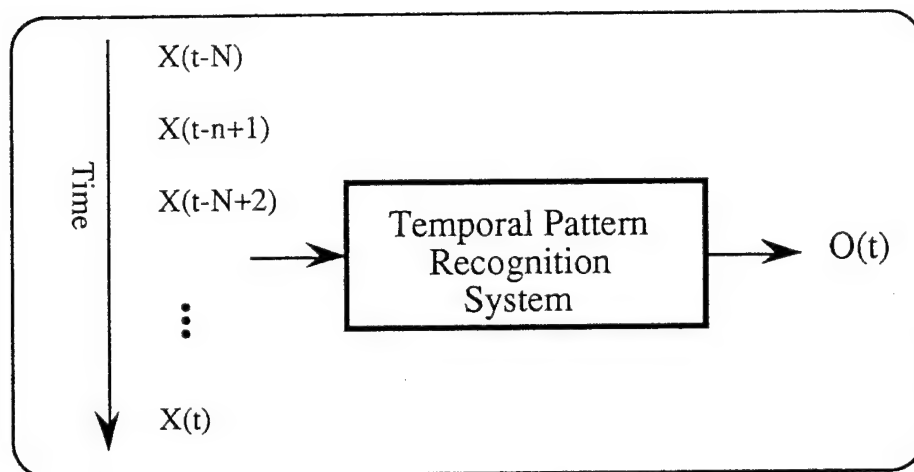 X(t-N)
X(t-n+1)
X(t-N+2)
Time
Temporal Pattern
Recognition
System
O(t)
X(t)